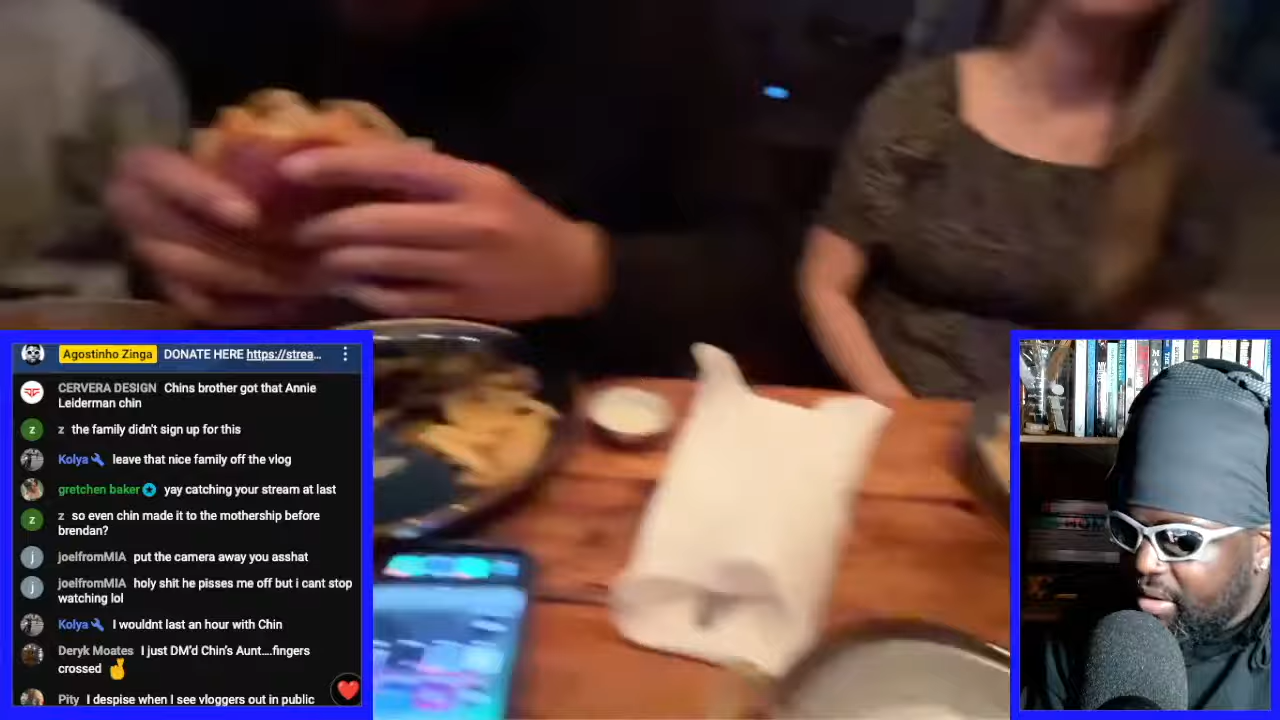 Agostinho Zinga DONATE HERE https://strea...
CERVERA DESIGN Chins brother got that Annie
Leiderman chin
z the family didn't sign up for this
Kolya leave that nice family off the vlog
gretchen baker yay catching your stream at last
z so even chin made it to the mothership before
brendan?
joelfromMIA put the camera away you asshat
joelfromMIA holy shit he pisses me off but i cant stop
watching lol
Kolya I wouldnt last an hour with Chin
Deryk Moates I just DM'd Chin's Aunt....fingers
crossed 🤞
Pity I despise when I see vloggers out in public